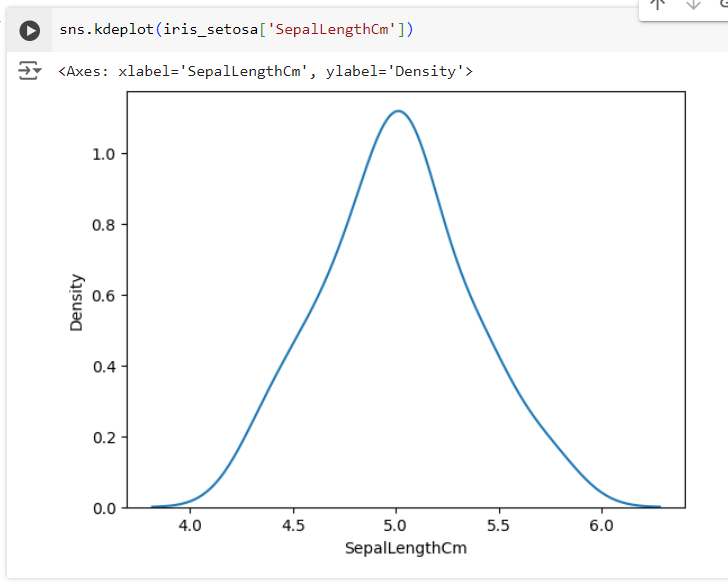 sns.kdeplot(iris_setosa['SepalLengthCm'])
<Axes: xlabel='SepalLengthCm', ylabel='Density'>
1.0
0.8
0.6
0.4
0.2
0.0
Density
4.0 4.5 5.0 5.5 6.0
SepalLengthCm